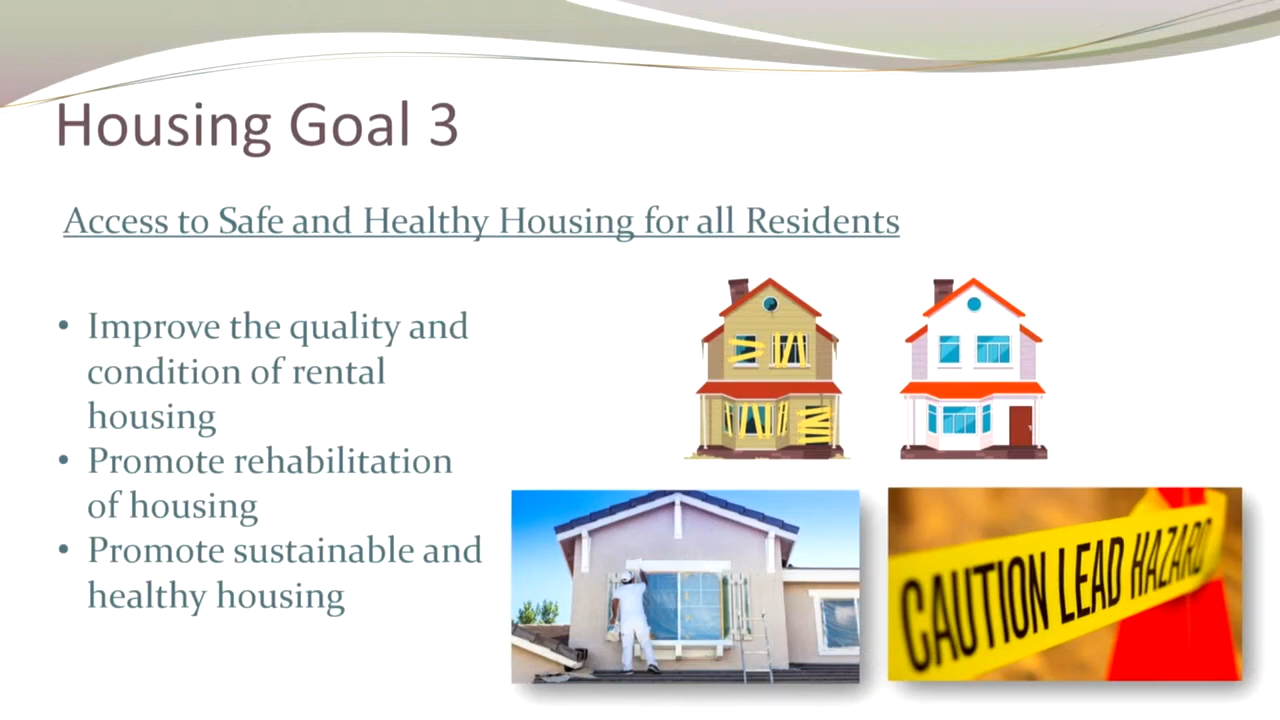 Housing Goal 3
Access to Safe and Healthy Housing for all Residents
• Improve the quality and
condition of rental
housing
• Promote rehabilitation
of housing
• Promote sustainable and
healthy housing
CAUTION LEAD HAZARD